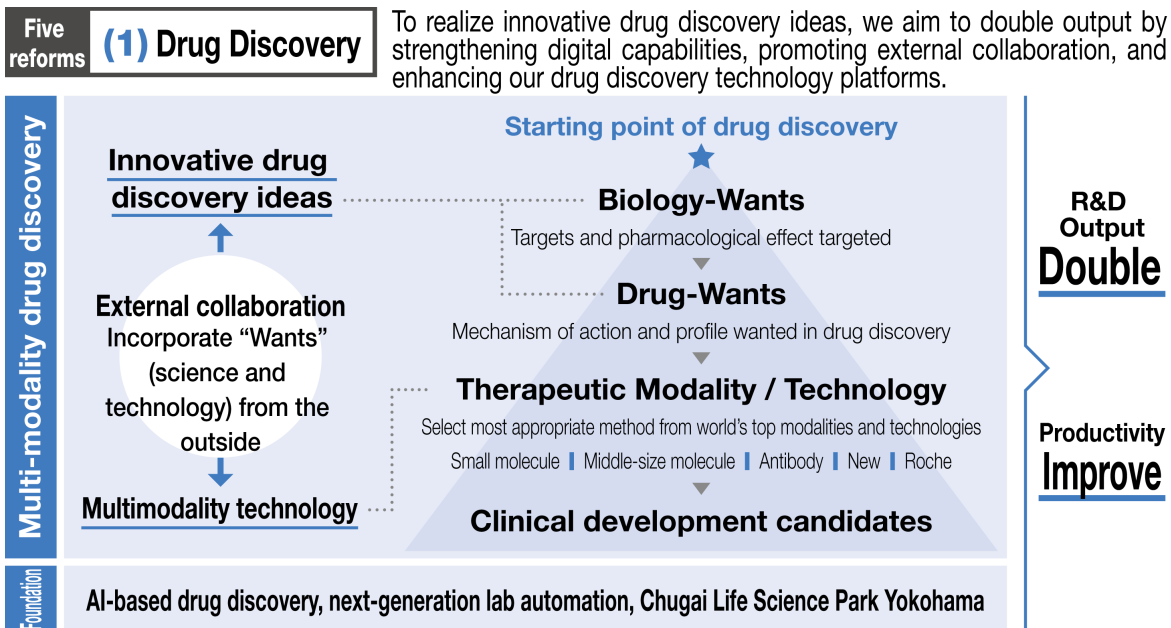 Five
reforms
(1) Drug Discovery
To realize innovative drug discovery ideas, we aim to double output by
strengthening digital capabilities, promoting external collaboration, and
enhancing our drug discovery technology platforms.
Multi-modality drug discovery
Innovative drug
discovery ideas
External collaboration
Incorporate “Wants”
(science and
technology) from the
outside
Multimodality technology
Starting point of drug discovery
Biology-Wants
Targets and pharmacological effect targeted
Drug-Wants
Mechanism of action and profile wanted in drug discovery
Therapeutic Modality / Technology
Select most appropriate method from world’s top modalities and technologies
Small molecule | Middle-size molecule | Antibody | New | Roche
Clinical development candidates
R&D
Output
Double
Productivity
Improve
Foundation
AI-based drug discovery, next-generation lab automation, Chugai Life Science Park Yokohama